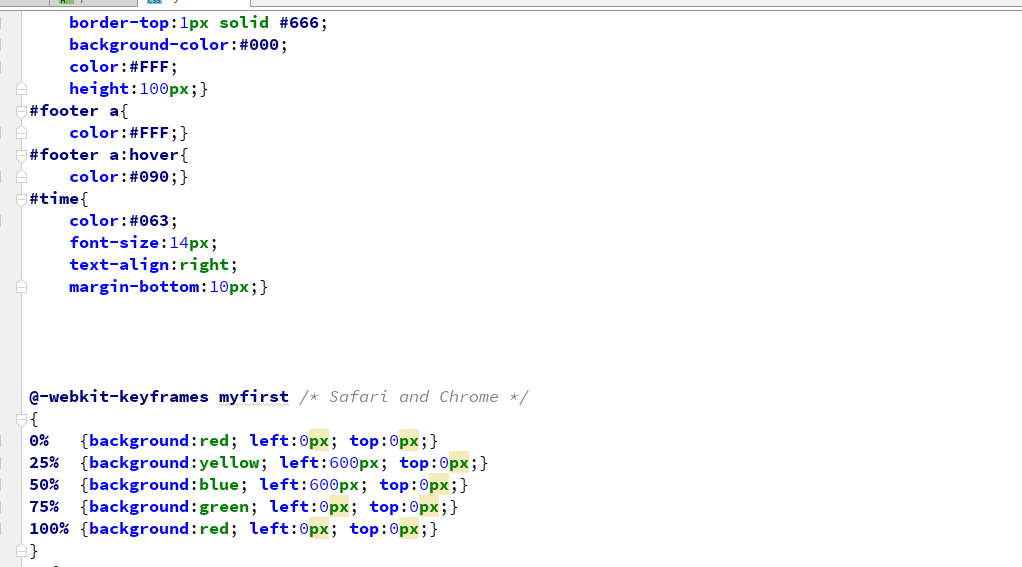 border-top:1px solid #666;
background-color:#000;
color:#FFF;
height:100px;}
#footer a{
color:#FFF;}
#footer a:hover{
color:#090;}
#time{
color:#063;
font-size:14px;
text-align:right;
margin-bottom:10px;}
@-webkit-keyframes myfirst /* Safari and Chrome */
{
0% {background:red; left:0px; top:0px;}
25% {background:yellow; left:600px; top:0px;}
50% {background:blue; left:600px; top:0px;}
75% {background:green; left:0px; top:0px;}
100% {background:red; left:0px; top:0px;}
}